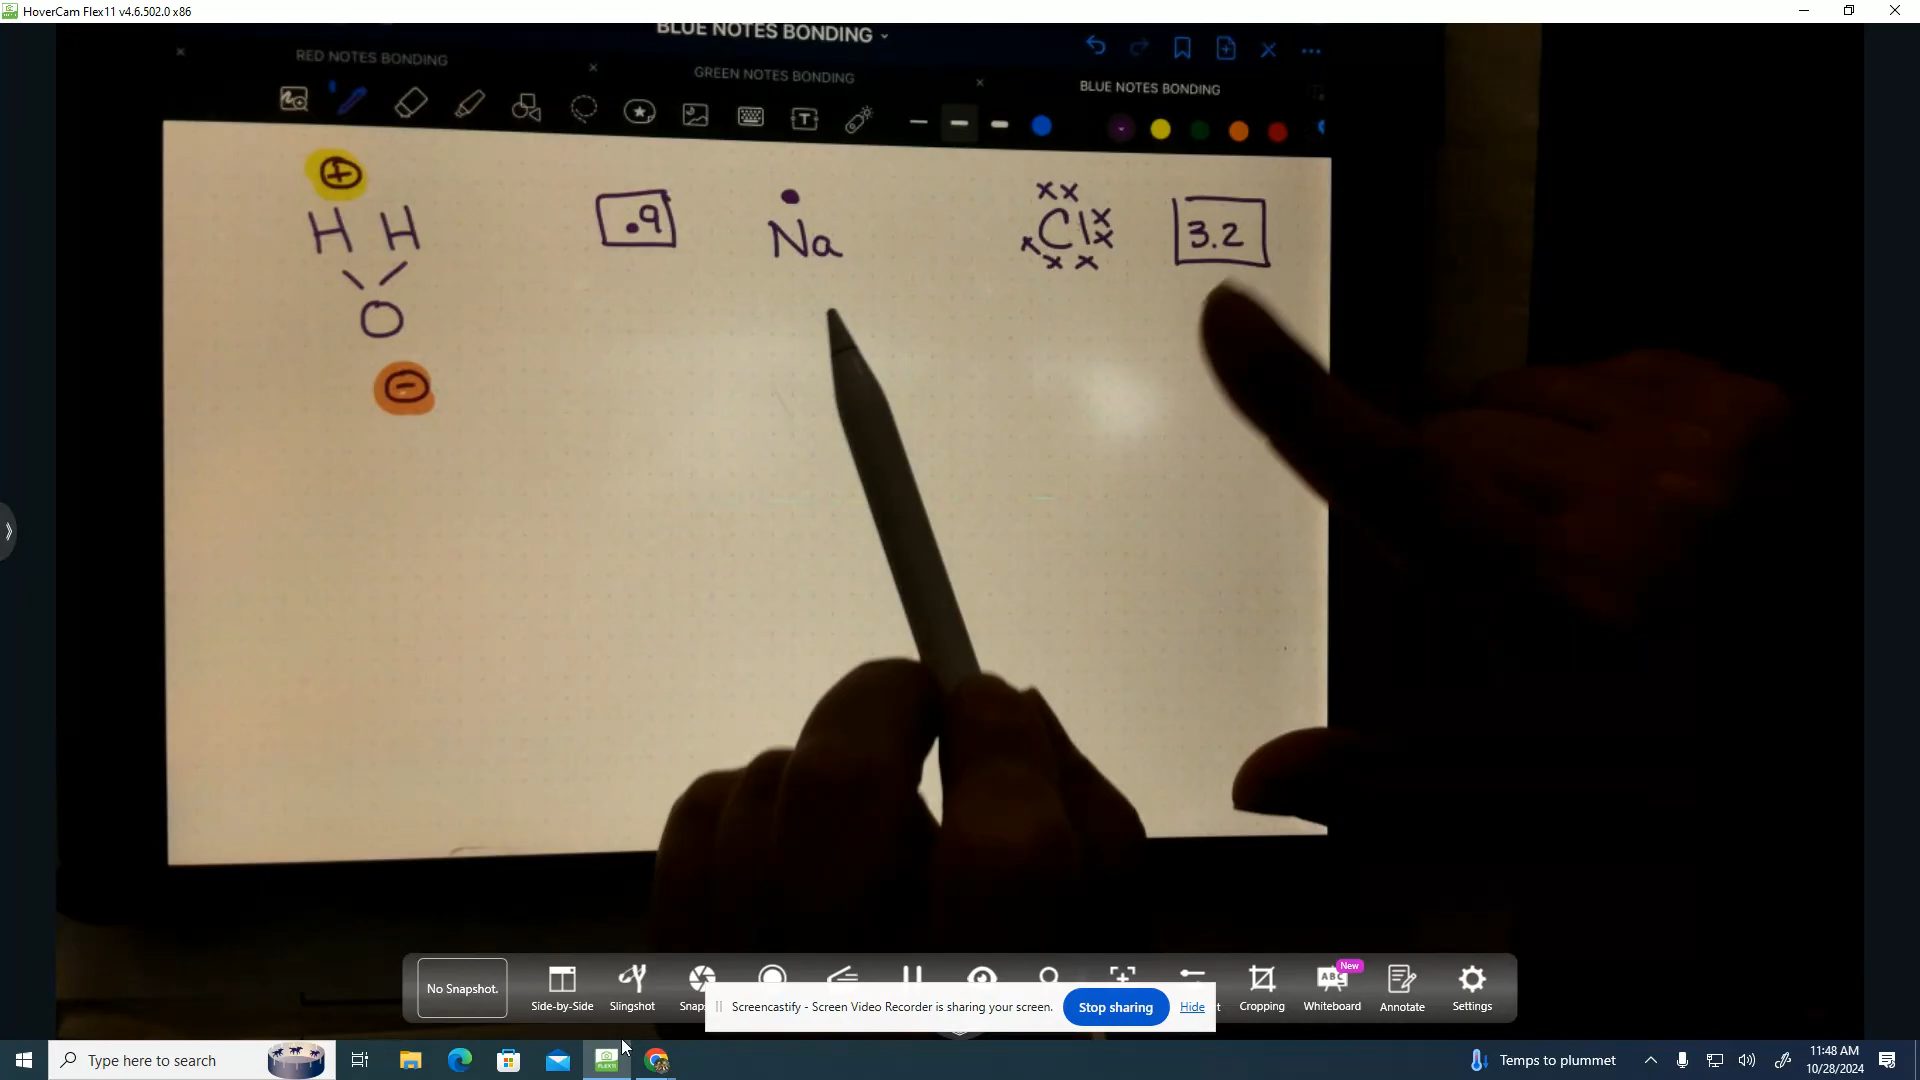 HoverCam Flex11 v4.6.502.0 x86
BLUE NOTES BONDING
RED NOTES BONDING
GREEN NOTES BONDING
BLUE NOTES BONDING
T
+
H H
O
-
.9
Na
Cl
3.2
No Snapshot.
Side-by-Side
Slingshot
Snap
Cropping
New
ABC
Whiteboard
Annotate
Settings
Screencastify - Screen Video Recorder is sharing your screen.
Stop sharing
Hide
Type here to search
FLEX11
Temps to plummet
11:48 AM
10/28/2024